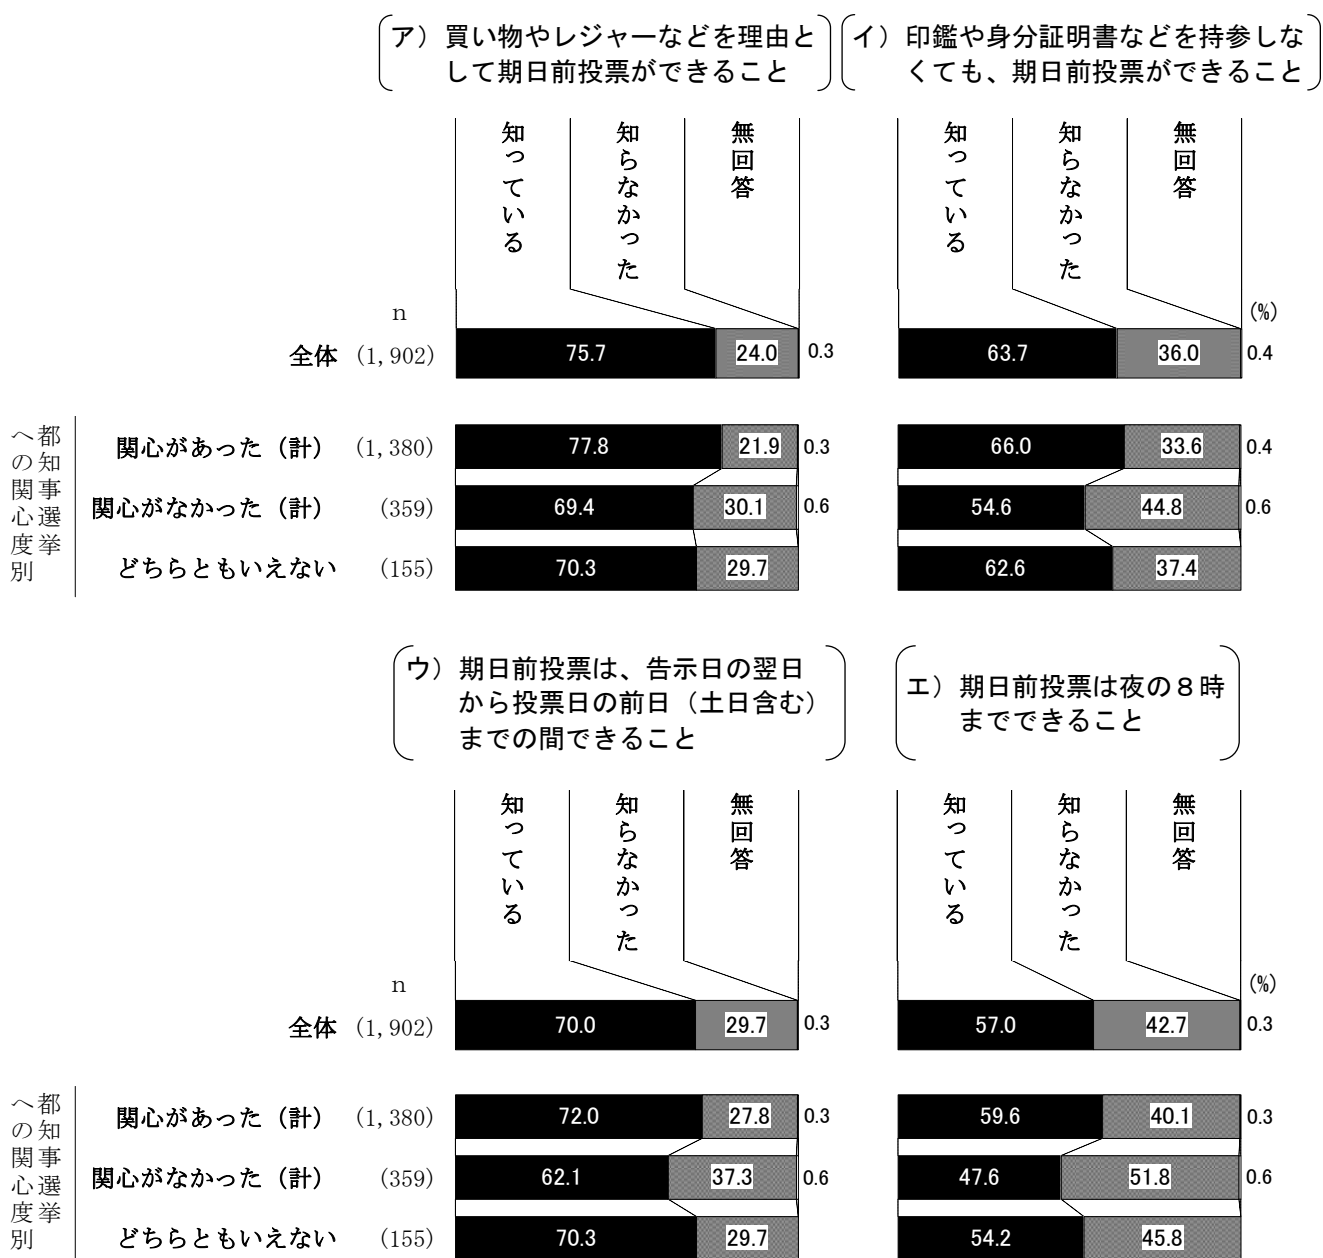 ア）買い物やレジャーなどを理由と
して期日前投票ができること
イ）印鑑や身分証明書などを持参しな
くても、期日前投票ができること
知っている
知らなかった
無回答
知っている
知らなかった
無回答
n
(%)
全体 (1,902) 75.7 24.0 0.3 63.7 36.0 0.4
都知事選挙
への関心度別
関心があった（計） (1,380) 77.8 21.9 0.3 66.0 33.6 0.4
関心がなかった（計） (359) 69.4 30.1 0.6 54.6 44.8 0.6
どちらともいえない (155) 70.3 29.7 62.6 37.4
ウ）期日前投票は、告示日の翌日
から投票日の前日（土日含む）
までの間できること
エ）期日前投票は夜の８時
までできること
知っている
知らなかった
無回答
知っている
知らなかった
無回答
n
(%)
全体 (1,902) 70.0 29.7 0.3 57.0 42.7 0.3
都知事選挙
への関心度別
関心があった（計） (1,380) 72.0 27.8 0.3 59.6 40.1 0.3
関心がなかった（計） (359) 62.1 37.3 0.6 47.6 51.8 0.6
どちらともいえない (155) 70.3 29.7 54.2 45.8